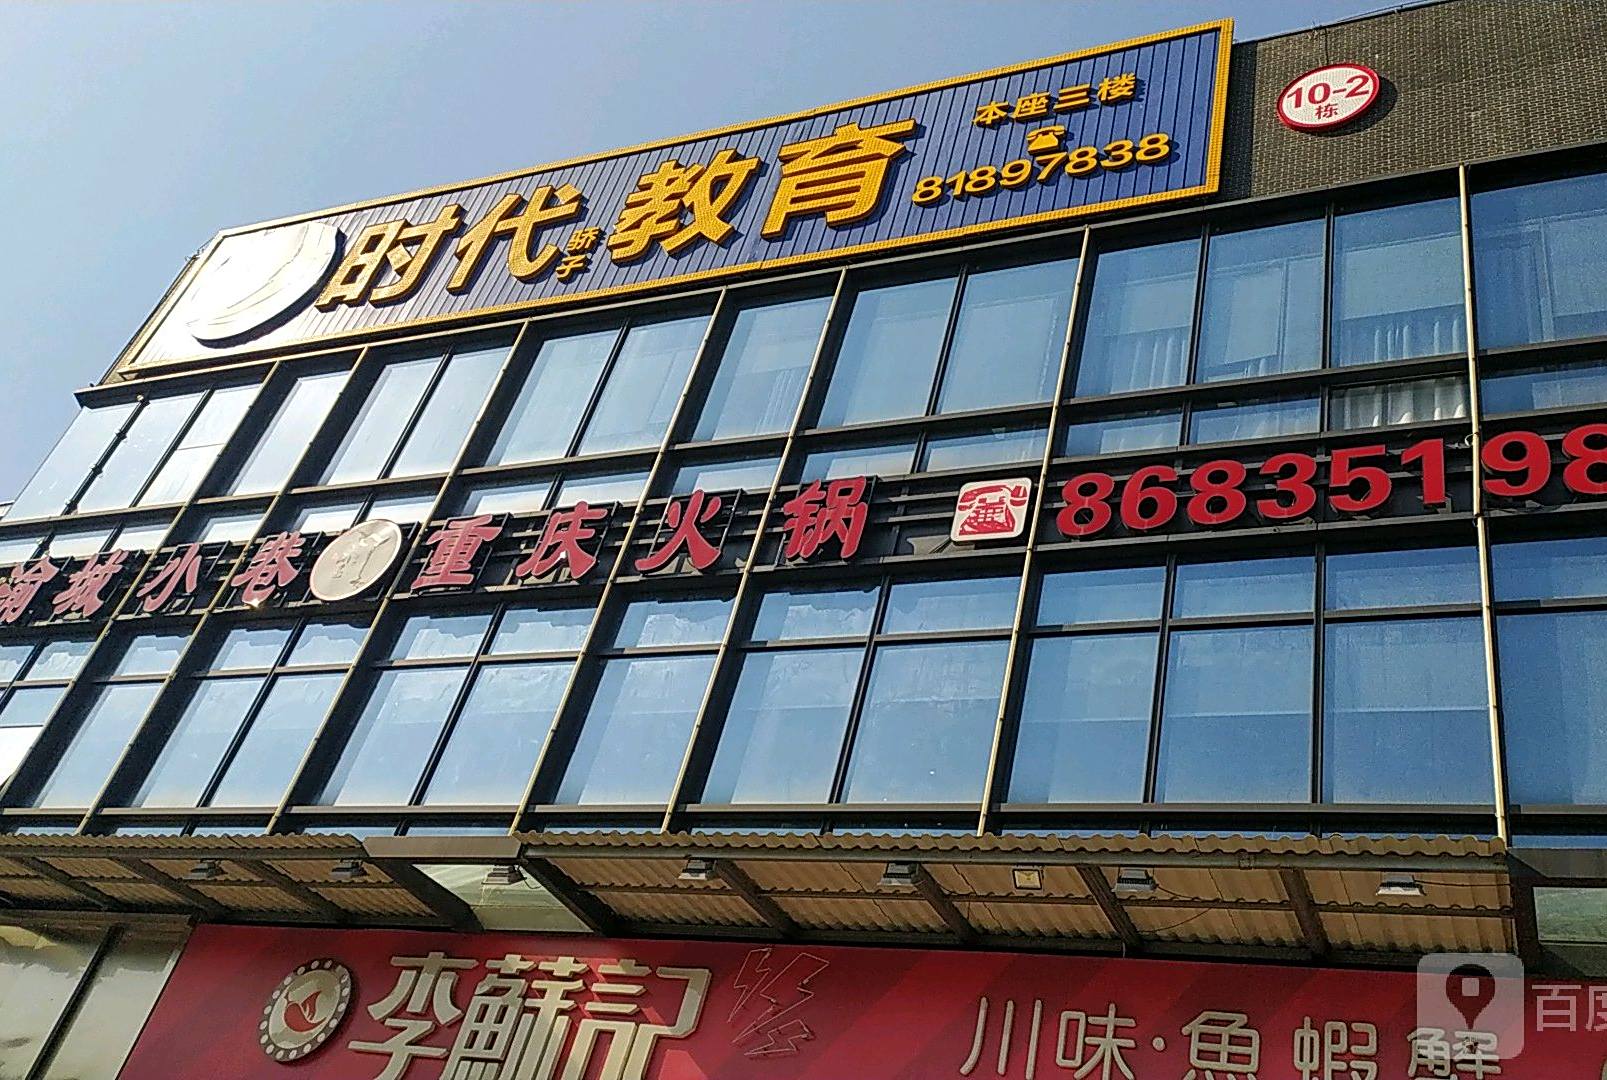 本座三楼
时代骄子教育
81897838
10-2
栋
渝城小巷 重庆火锅 ☎ 86835198
李蘇記
川味·魚蝦蟹
百度